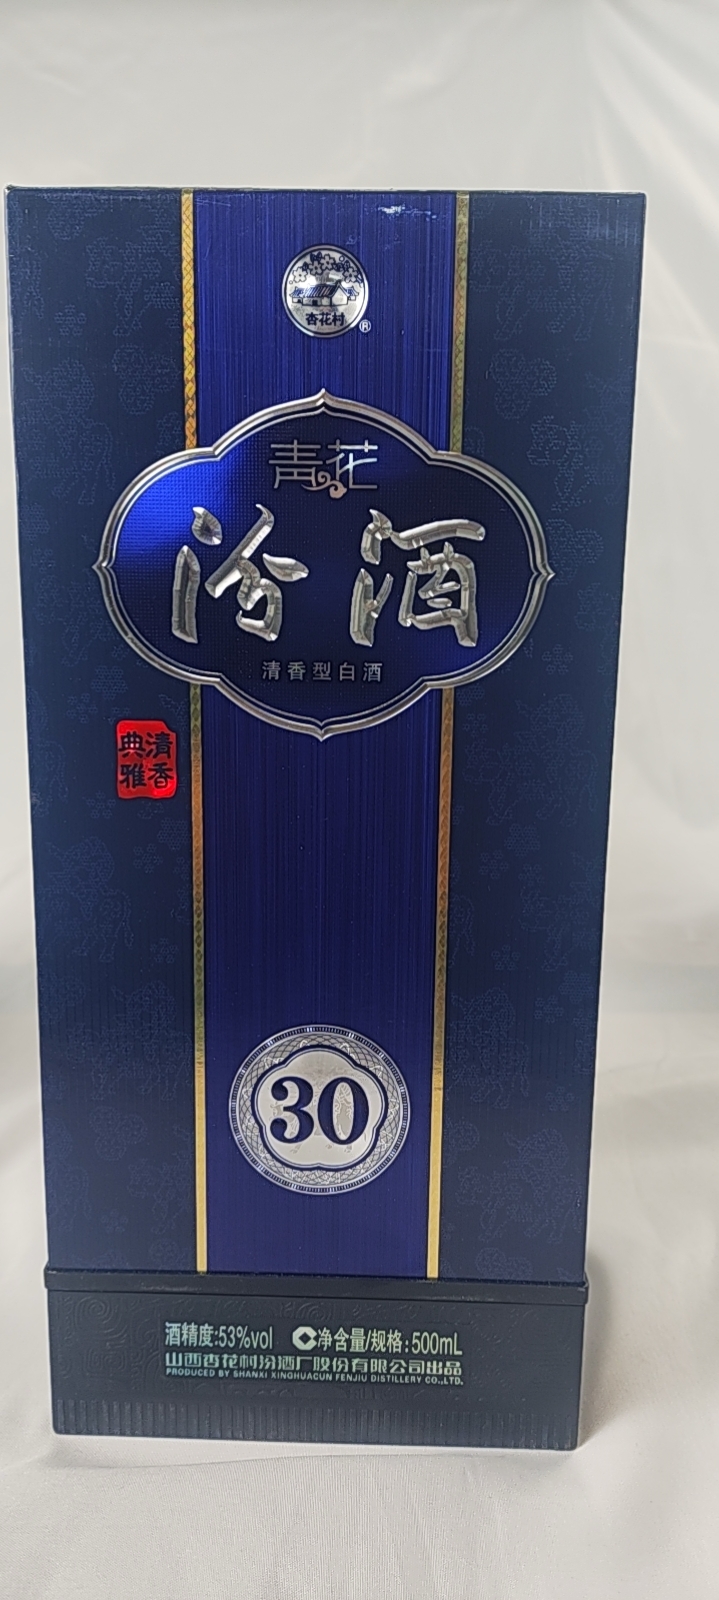 杏花村
®
青花
汾酒
清香型白酒
清香
典雅
30
酒精度:53%vol 净含量/规格:500mL
山西杏花村汾酒厂股份有限公司出品
PRODUCED BY SHANXI XINGHUACUN FENJIU DISTILLERY CO.,LTD.